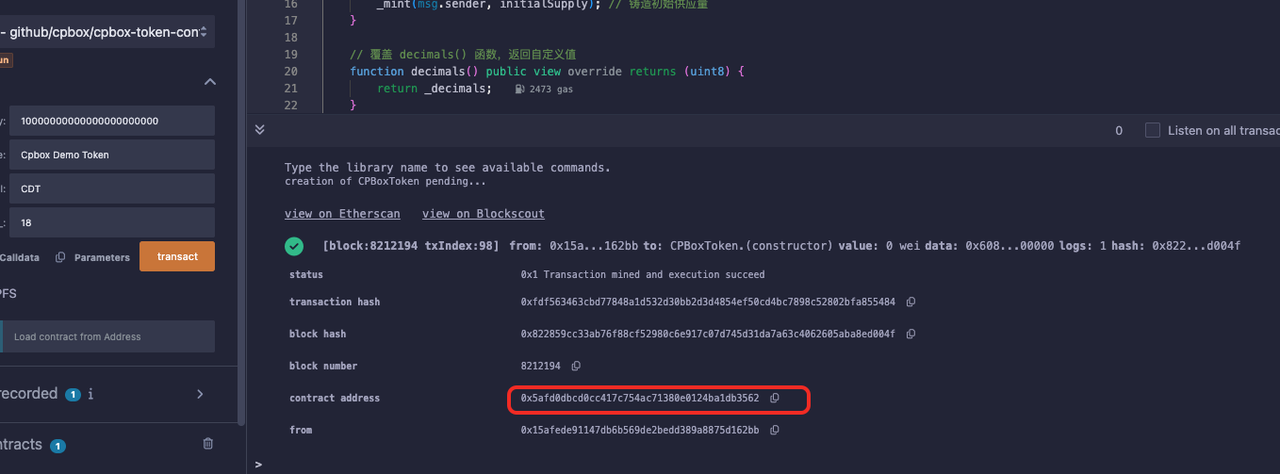 - github/cpbox/cpbox-token-con
un
y: 10000000000000000000000
e: Cpbox Demo Token
l: CDT
_: 18
Calldata Parameters transact
PFS
Load contract from Address
recorded 1 i
ntracts 1
16 _mint(msg.sender, initialSupply); // 铸造初始供应量
17 }
18
19 // 覆盖 decimals() 函数，返回自定义值
20 function decimals() public view override returns (uint8) {
21 return _decimals; 2473 gas
22 }
0 Listen on all transac
Type the library name to see available commands.
creation of CPBoxToken pending...
view on Etherscan view on Blockscout
[block:8212194 txIndex:98] from: 0x15a...162bb to: CPBoxToken.(constructor) value: 0 wei data: 0x608...00000 logs: 1 hash: 0x822...d004f
status 0x1 Transaction mined and execution succeed
transaction hash 0xfdf563463cbd77848a1d532d30bb2d3d4854ef50cd4bc7898c52802bfa855484
block hash 0x822859cc33ab76f88cf52980c6e917c07d745d31da7a63c4062605aba8ed004f
block number 8212194
contract address 0x5afd0dbcd0cc417c754ac71380e0124ba1db3562
from 0x15afede91147db6b569de2bedd389a8875d162bb
>